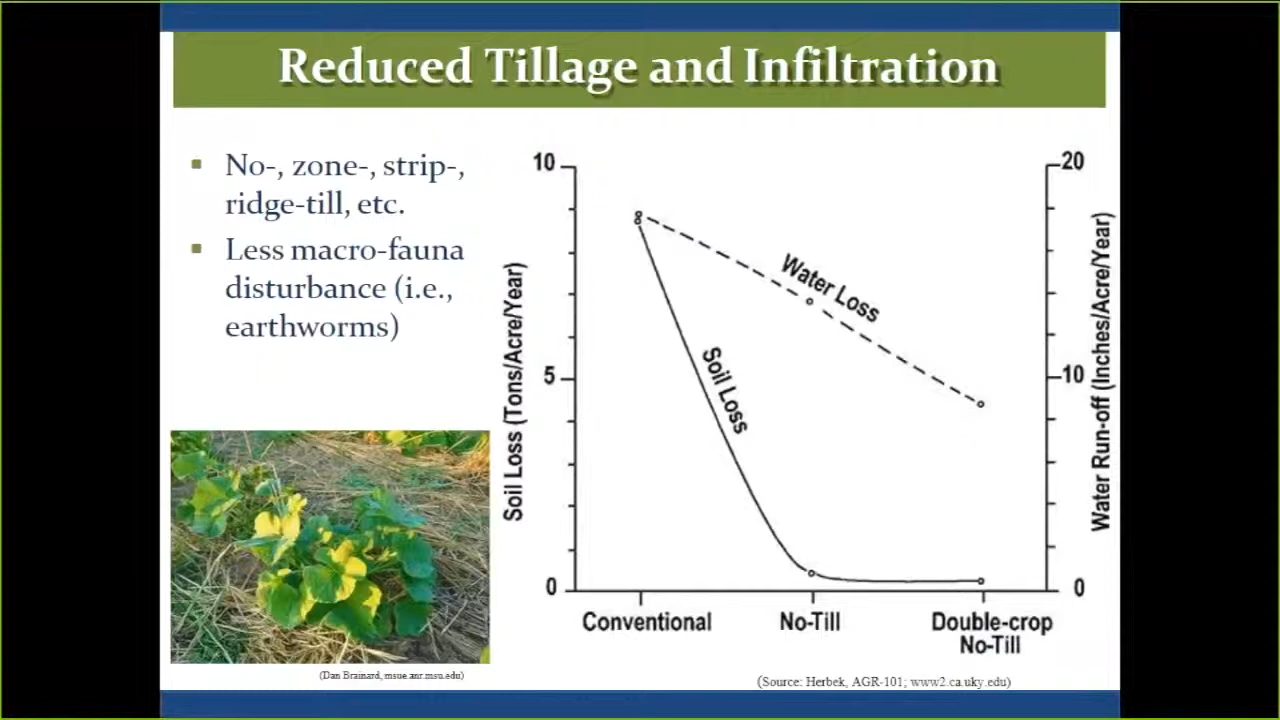 Reduced Tillage and Infiltration
▪ No-, zone-, strip-,
ridge-till, etc.
▪ Less macro-fauna
disturbance (i.e.,
earthworms)
(Dan Brainard, msue.anr.msu.edu)
10
5
0
Soil Loss (Tons/Acre/Year)
Water Loss
Soil Loss
20
10
0
Water Run-off (Inches/Acre/Year)
Conventional
No-Till
Double-crop
No-Till
(Source: Herbek, AGR-101; www2.ca.uky.edu)